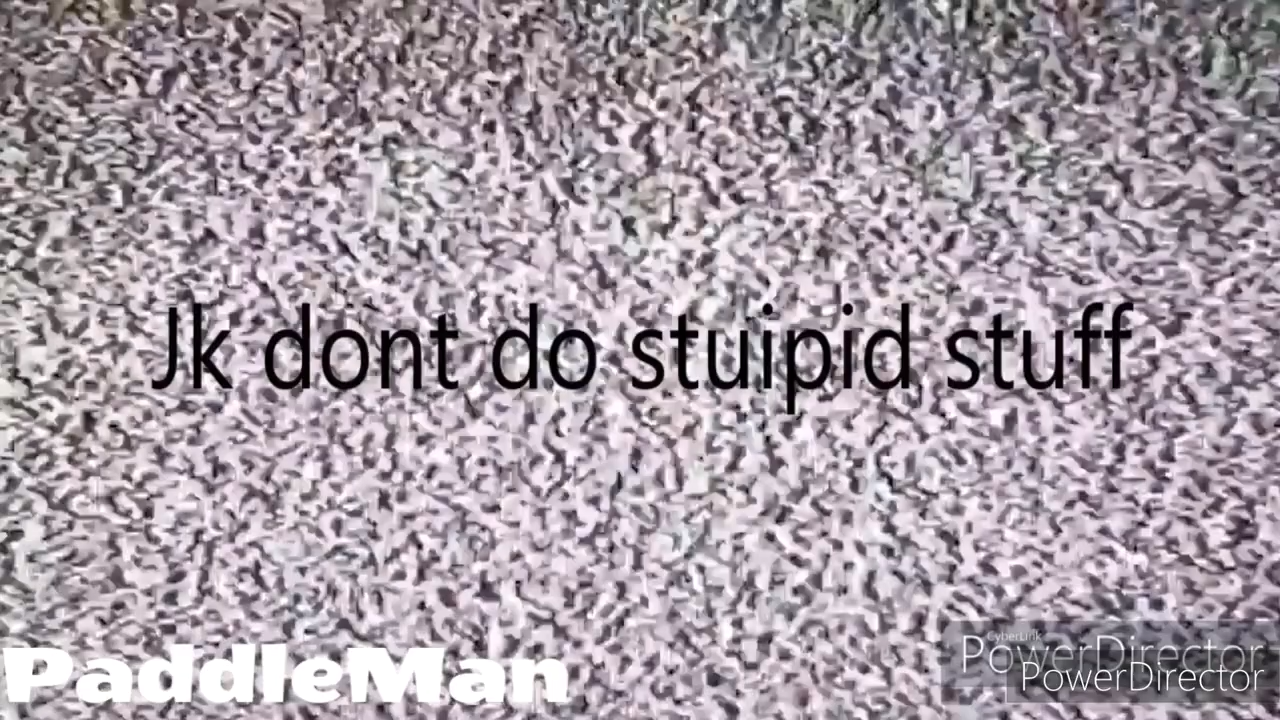 Jk dont do stuipid stuff
PaddleMan
CyberLink
PowerDirector
PowerDirector